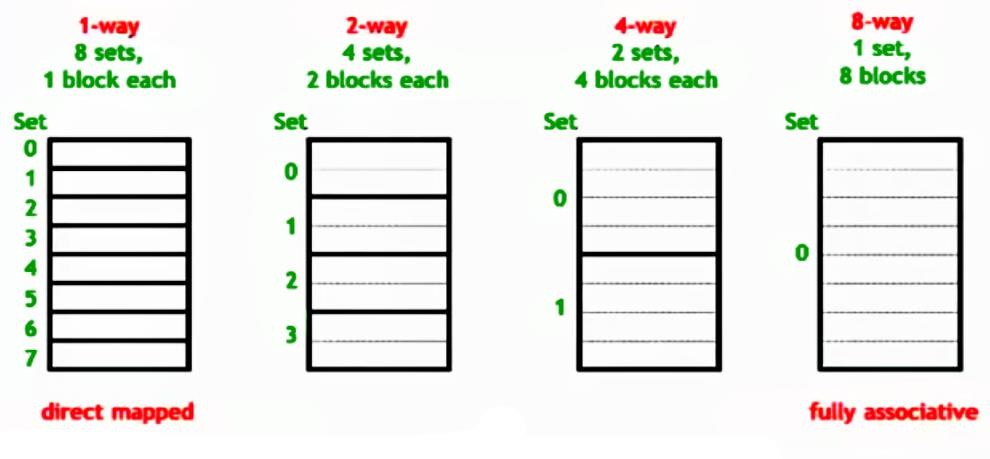 1-way
8 sets,
1 block each
2-way
4 sets,
2 blocks each
4-way
2 sets,
4 blocks each
8-way
1 set,
8 blocks
Set
0
1
2
3
4
5
6
7
Set
0
1
2
3
Set
0
1
Set
0
direct mapped
fully associative